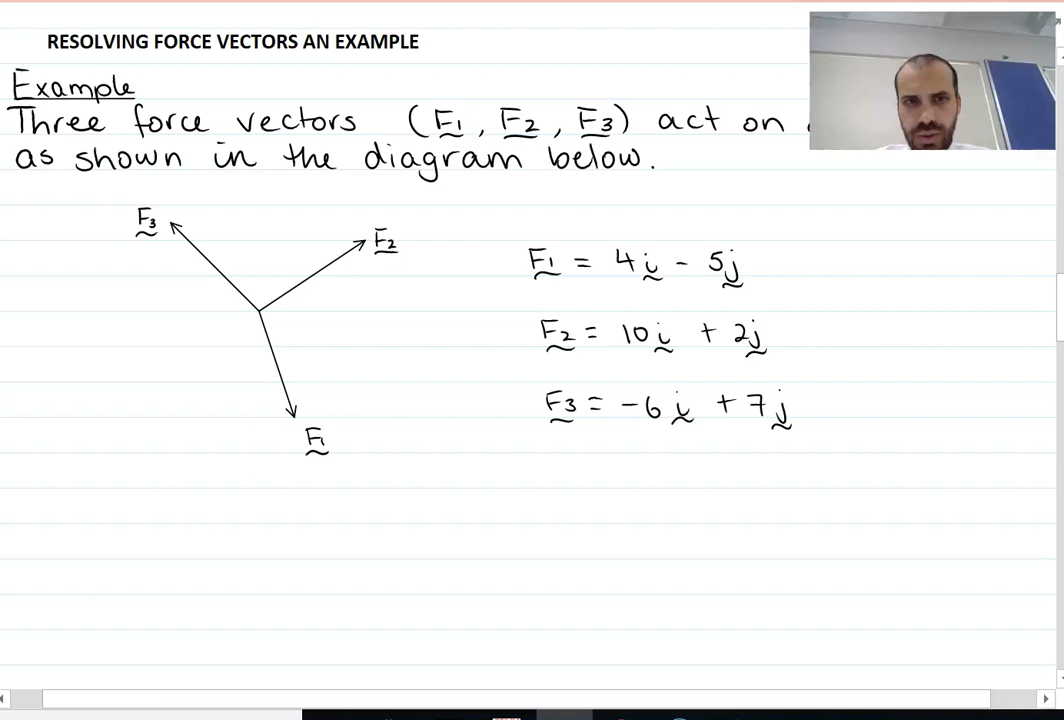 RESOLVING FORCE VECTORS AN EXAMPLE
Example
Three force vectors (F1, F2, F3) act on
as shown in the diagram below.
F3
F2
F1 = 4i - 5j
F2 = 10i + 2j
F3 = -6i + 7j
F1